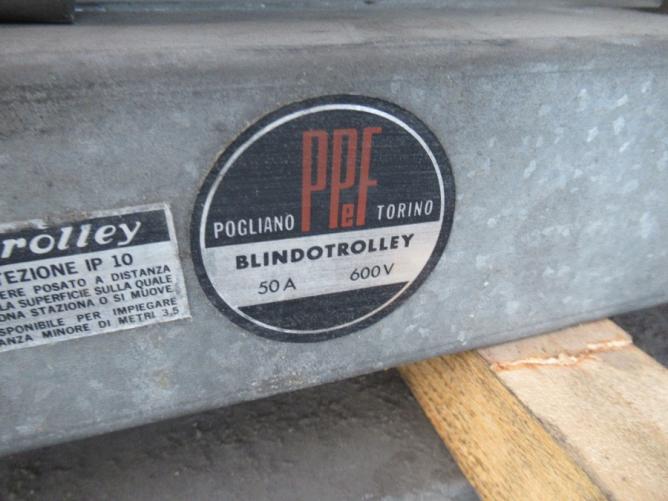 rolley
TEZIONE IP 10
ERE POSATO A DISTANZA
LA SUPERFICIE SULLA QUALE
ONA STAZIONA O SI MUOVE
SPONIBILE PER IMPIEGARE
ANZA MINORE DI METRI 3,5
PPeF
POGLIANO TORINO
BLINDOTROLLEY
50 A 600 V